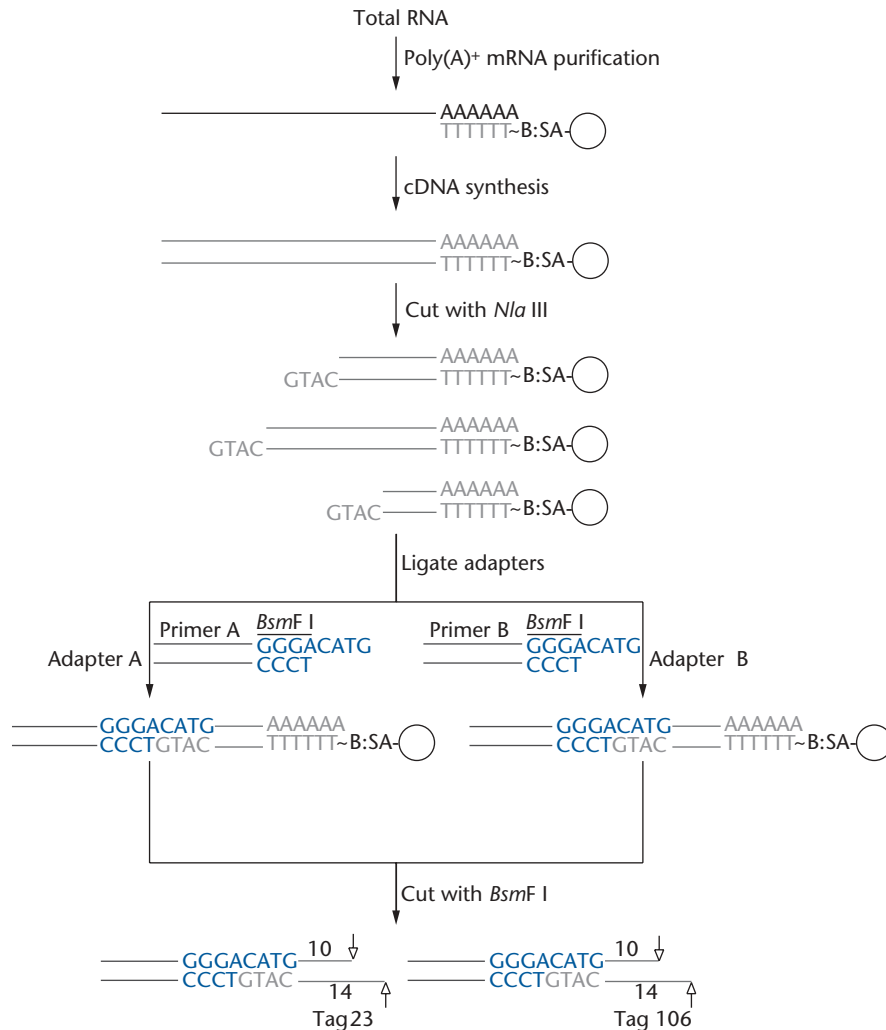 Total RNA
Poly(A)+ mRNA purification
AAAAAA
TTTTTT~B:SA-
cDNA synthesis
AAAAAA
TTTTTT~B:SA-
Cut with Nla III
AAAAAA
GTAC TTTTTT~B:SA-
AAAAAA
GTAC TTTTTT~B:SA-
AAAAAA
GTAC TTTTTT~B:SA-
Ligate adapters
BsmF I BsmF I
Primer A GGGACATG Primer B GGGACATG
Adapter A CCCT CCCT Adapter B
GGGACATG AAAAAA GGGACATG AAAAAA
CCCTGTAC TTTTTT~B:SA- CCCTGTAC TTTTTT~B:SA-
Cut with BsmF I
GGGACATG 10 GGGACATG 10
CCCTGTAC 14 CCCTGTAC 14
Tag23 Tag 106